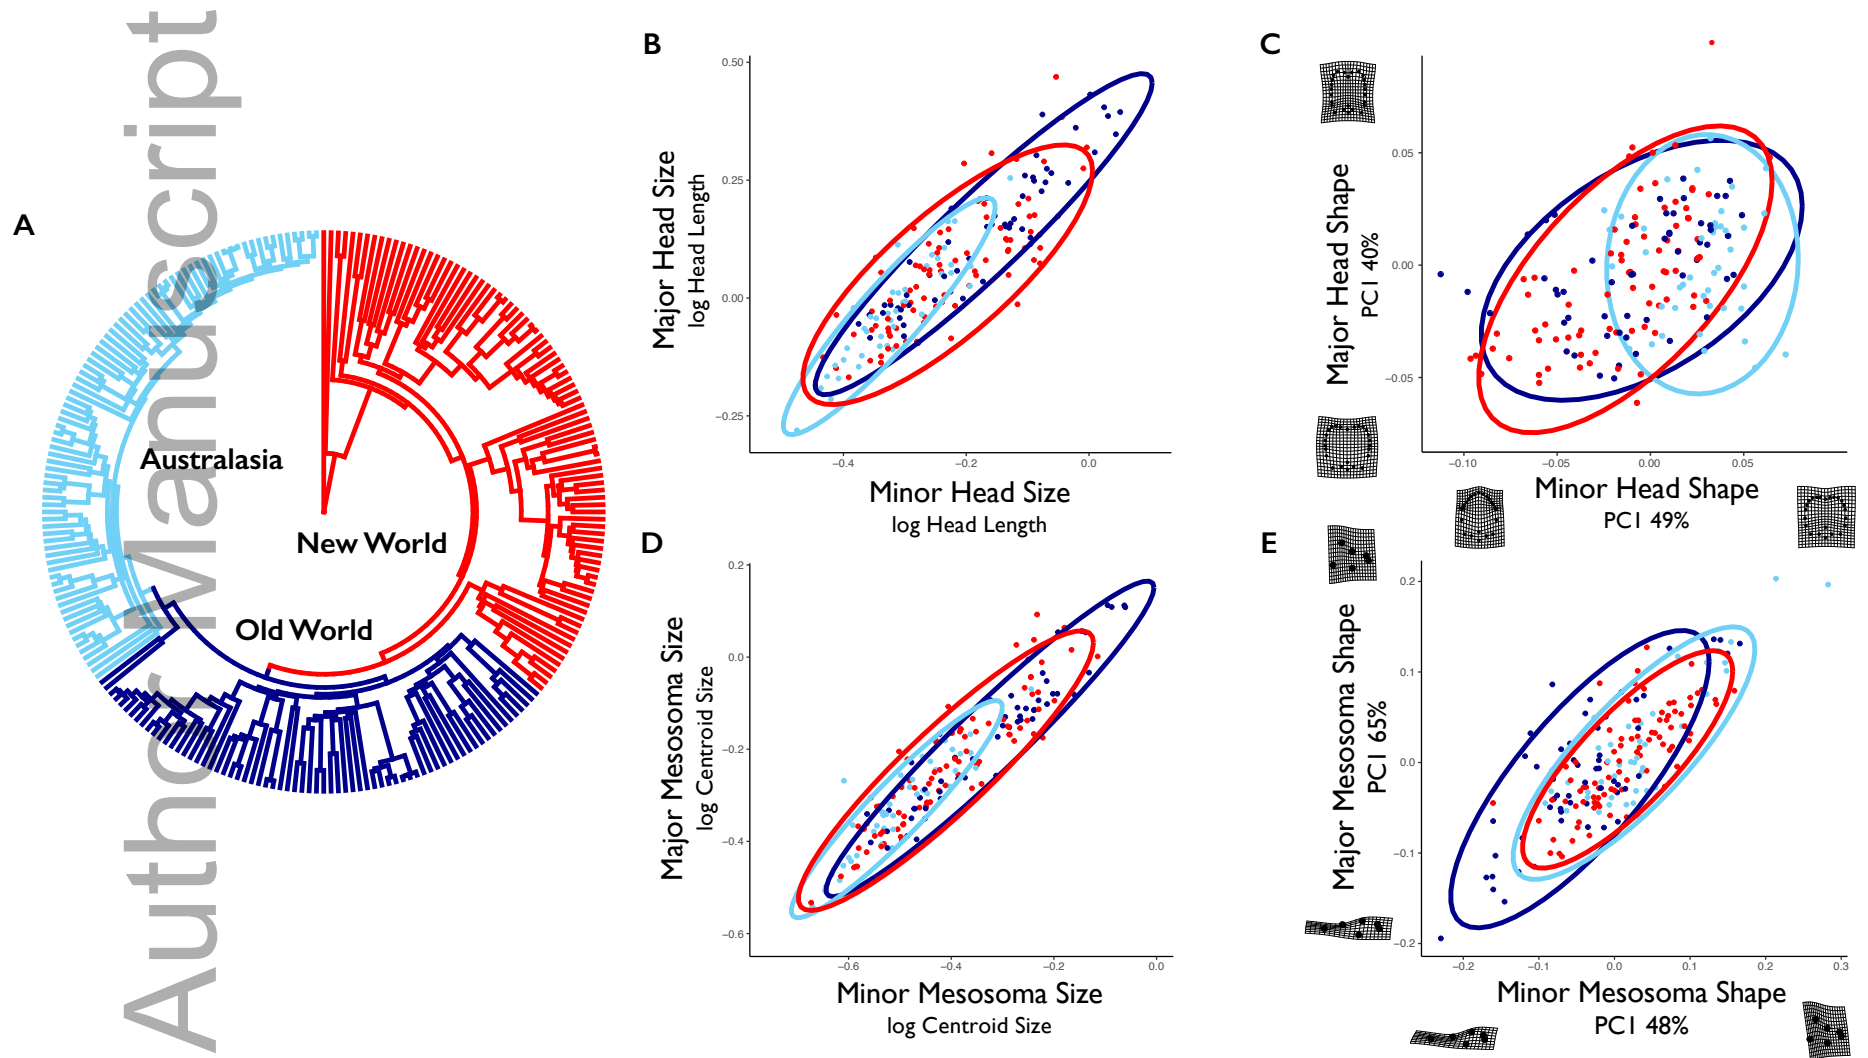 Author Manuscript
A
Australasia
New World
Old World
B
Major Head Size
log Head Length
0.50
0.25
0.00
−0.25
−0.4
−0.2
0.0
Minor Head Size
log Head Length
C
Major Head Shape
PC1 40%
0.05
0.00
−0.05
−0.10
−0.05
0.00
0.05
Minor Head Shape
PC1 49%
D
Major Mesosoma Size
log Centroid Size
0.2
0.0
−0.2
−0.4
−0.6
−0.6
−0.4
−0.2
0.0
Minor Mesosoma Size
log Centroid Size
E
Major Mesosoma Shape
PC1 65%
0.2
0.1
0.0
−0.1
−0.2
−0.2
−0.1
0.0
0.1
0.2
0.3
Minor Mesosoma Shape
PC1 48%